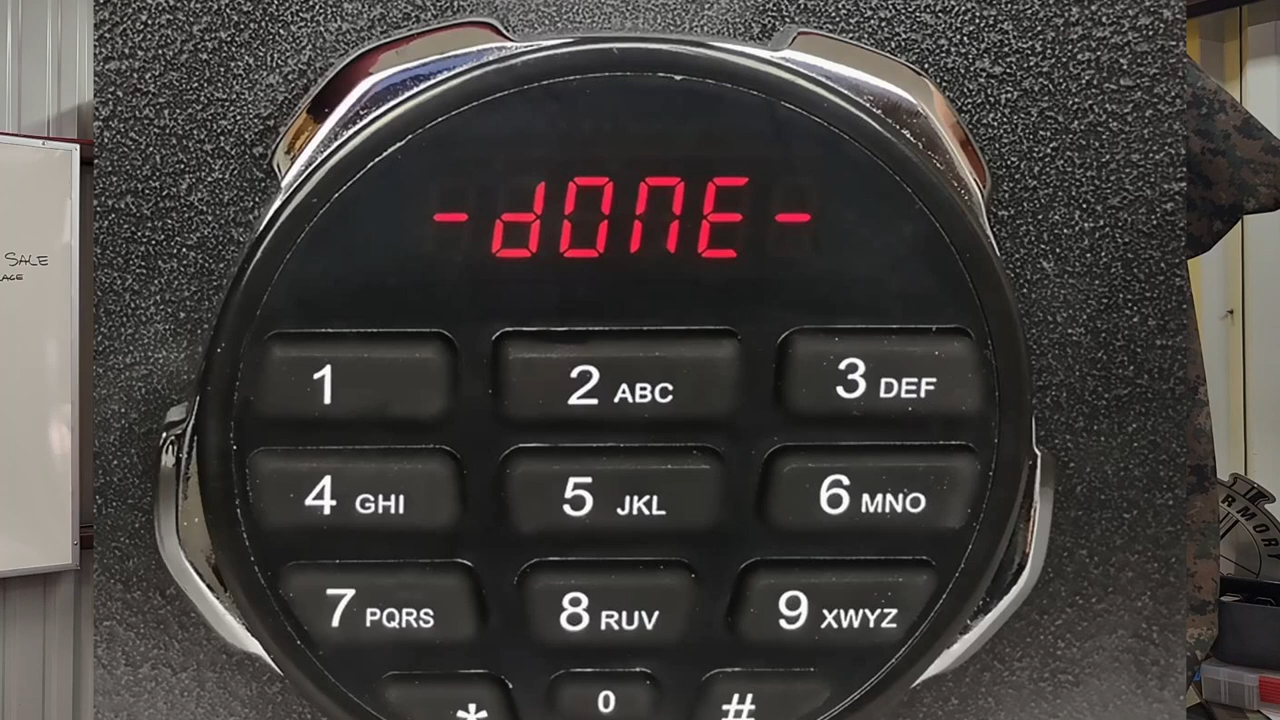 -dONE-
SALE
1
2 ABC
3 DEF
4 GHI
5 JKL
6 MNO
7 PQRS
8 RUV
9 XWYZ
*
0
#